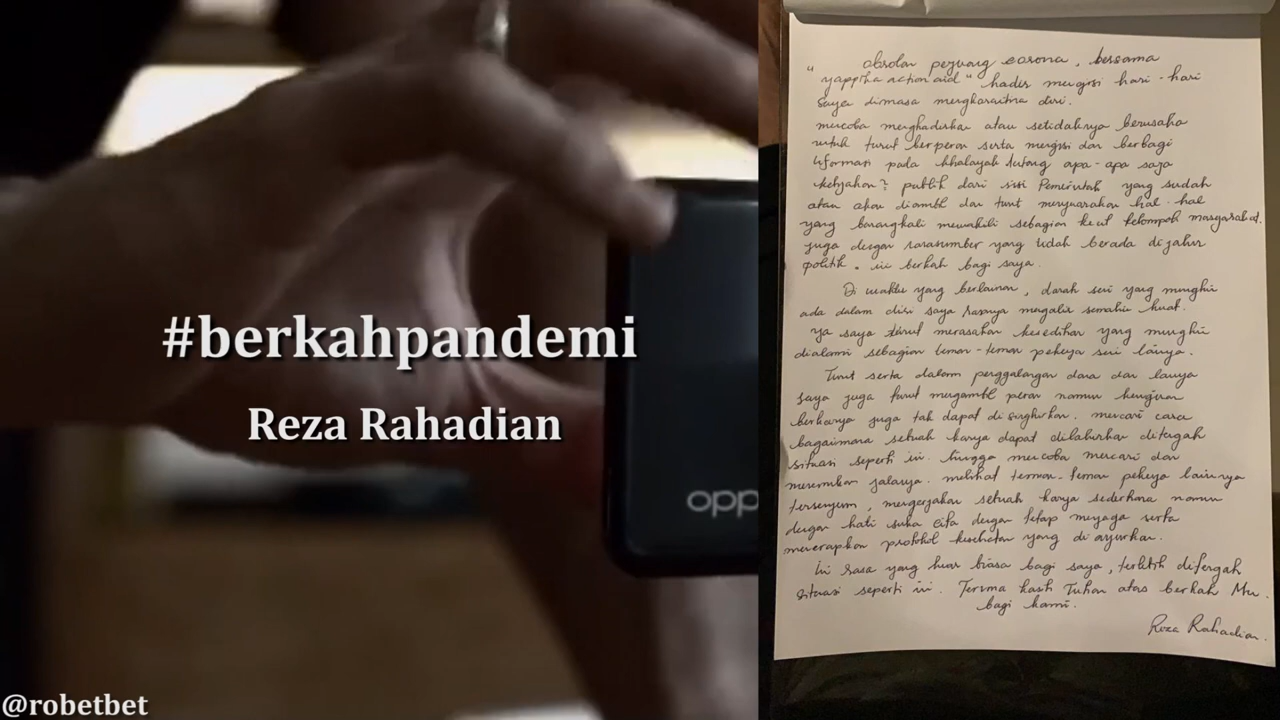 #berkahpandemi
Reza Rahadian
opp
@robetbet
obrolan pejuang corona, bersama
"yappika action aid" hadir mengisi hari-hari
saya dimasa mengkarantina diri.
mencoba menghadirkan atau setidaknya berusaha
untuk turut berperan serta mengisi dan berbagi
informasi pada khalayak tentang apa-apa saja
kebijakan2 publik dari sisi Pemerintah yang sudah
atau akan diambil dan turut menyuarakan hal-hal
yang barangkali mewakili sebagian kecil kelompok masyarakat.
juga dengan narasumber yang tidak berada di jalur
politik. ini berkah bagi saya.
Di waktu yang berlainan, darah seni yang mungkin
ada dalam diri saya rasanya mengalir semakin kuat.
Ya saya turut merasakan kesedihan yang mungkin
dialami sebagian teman-teman pekerja seni lainya.
Turut serta dalam penggalangan dana dan lainya
saya juga turut mengambil peran namun keinginan
berkarya juga tak dapat di singkirkan. mencari cara
bagaimana sebuah karya dapat dilahirkan ditengah
situasi seperti ini. hingga mencoba mencari dan
menemukan jalanya. melihat teman-teman pekerja lainnya
tersenyum, mengerjakan sebuah karya sederhana namun
dengan hati suka cita dengan tetap menjaga serta
menerapkan protokol kesehatan yang di anjurkan.
Ini rasa yang luar biasa bagi saya, terlebih ditengah
situasi seperti ini. Terima kasih Tuhan atas berkah Mu
bagi kami.
Reza Rahadian.